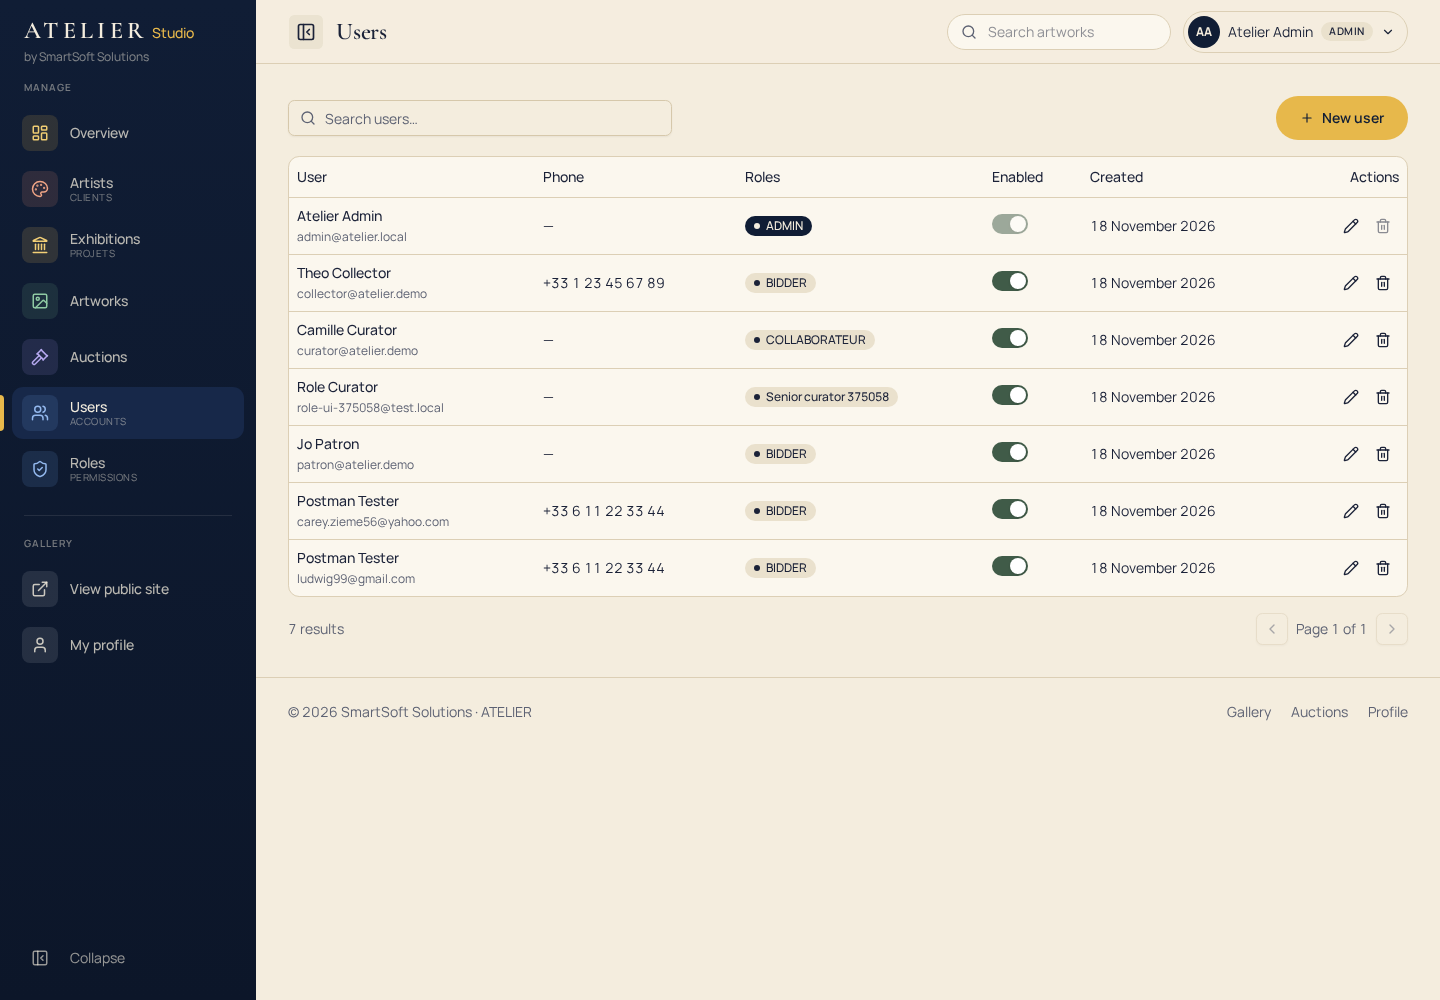 ATELIER Studio
by SmartSoft Solutions
MANAGE
Overview
Artists
CLIENTS
Exhibitions
PROJETS
Artworks
Auctions
Users
ACCOUNTS
Roles
PERMISSIONS
GALLERY
View public site
My profile
Collapse
Users
Search artworks
AA Atelier Admin ADMIN
Search users...
New user
User Phone Roles Enabled Created Actions
Atelier Admin
admin@atelier.local
— ADMIN 18 November 2026
Theo Collector
collector@atelier.demo
+33 1 23 45 67 89 BIDDER 18 November 2026
Camille Curator
curator@atelier.demo
— COLLABORATEUR 18 November 2026
Role Curator
role-ui-375058@test.local
— Senior curator 375058 18 November 2026
Jo Patron
patron@atelier.demo
— BIDDER 18 November 2026
Postman Tester
carey.zieme56@yahoo.com
+33 6 11 22 33 44 BIDDER 18 November 2026
Postman Tester
ludwig99@gmail.com
+33 6 11 22 33 44 BIDDER 18 November 2026
7 results
Page 1 of 1
© 2026 SmartSoft Solutions · ATELIER
Gallery Auctions Profile